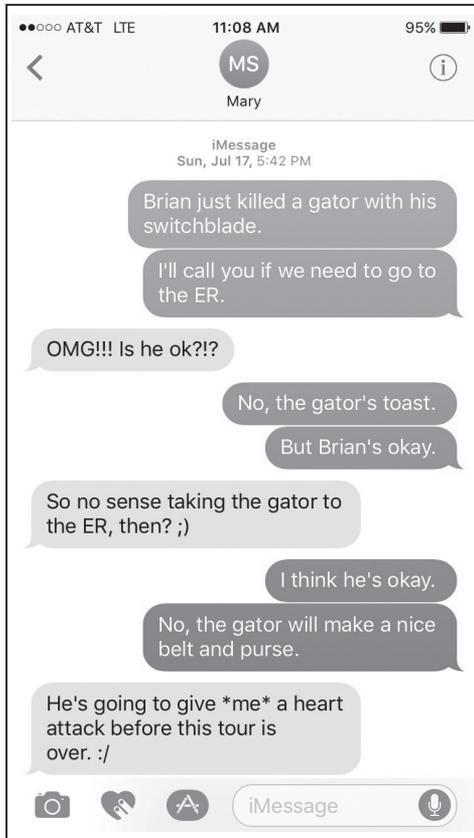 AT&T LTE 11:08 AM 95%
MS
Mary
iMessage
Sun, Jul 17, 5:42 PM
Brian just killed a gator with his
switchblade.
I'll call you if we need to go to
the ER.
OMG!!! Is he ok?!?
No, the gator's toast.
But Brian's okay.
So no sense taking the gator to
the ER, then? ;)
I think he's okay.
No, the gator will make a nice
belt and purse.
He's going to give *me* a heart
attack before this tour is
over. :/
iMessage